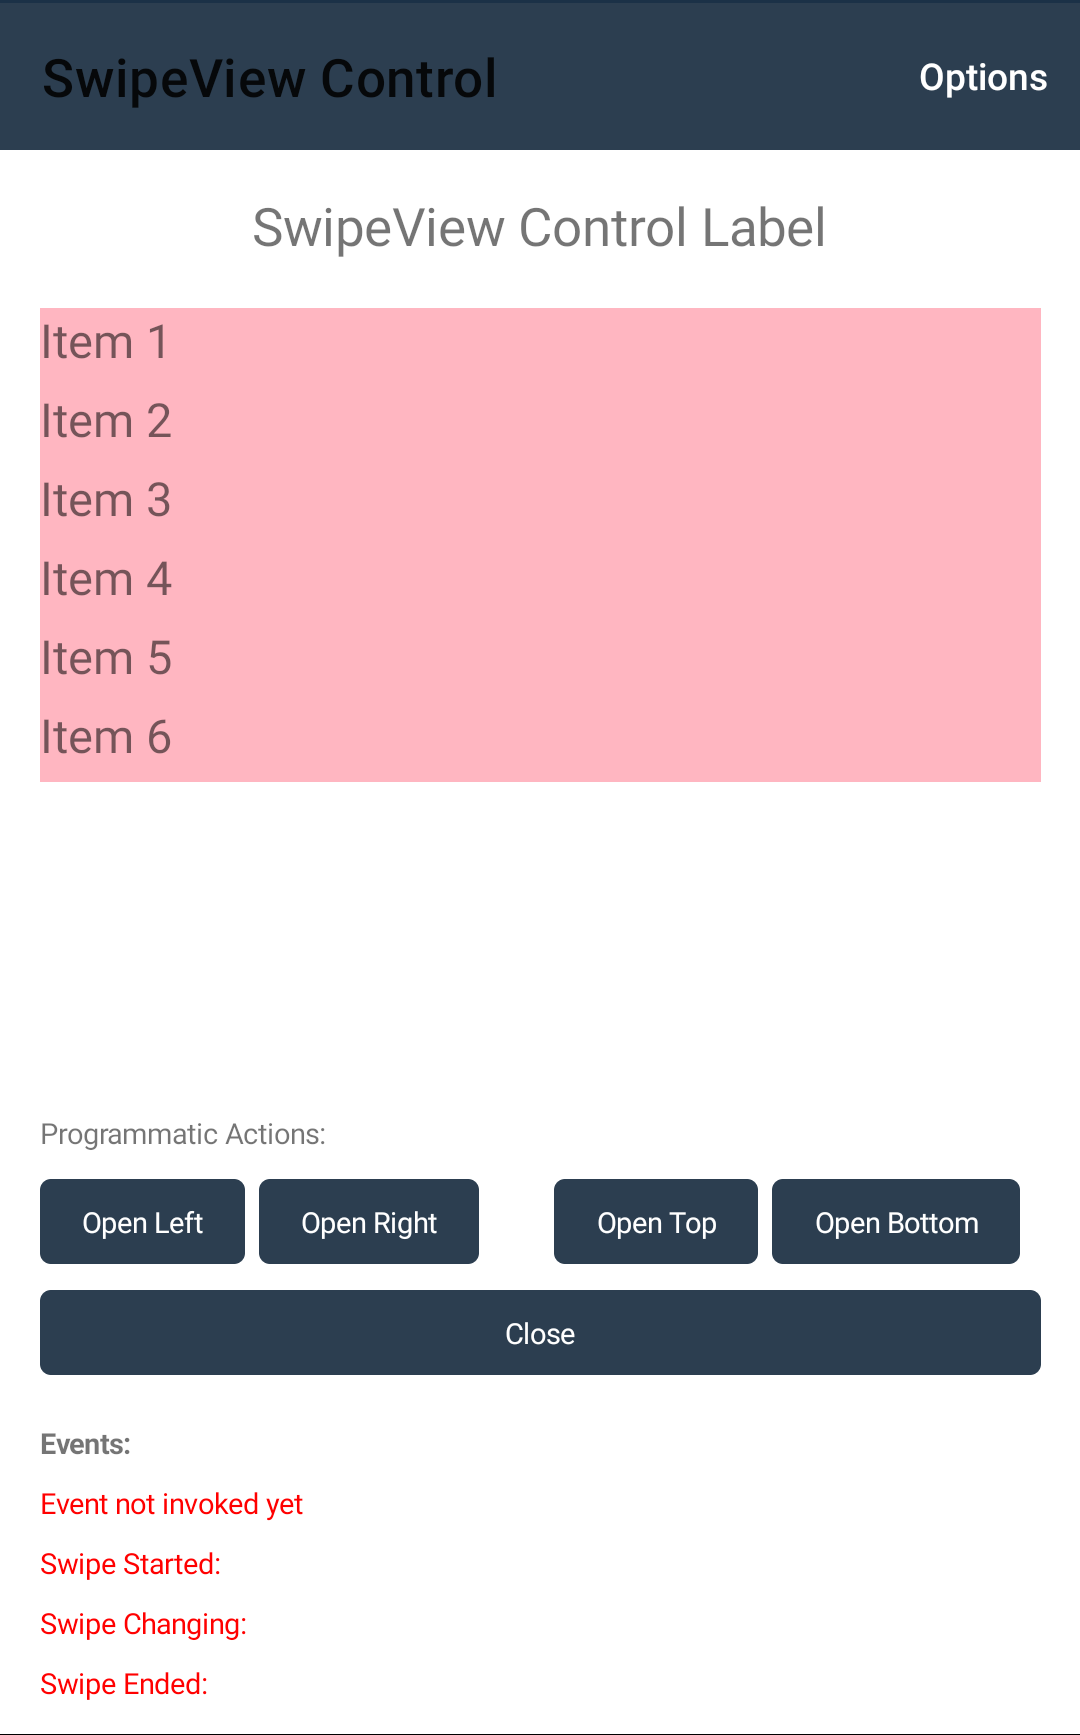 SwipeView Control Options
SwipeView Control Label
Item 1
Item 2
Item 3
Item 4
Item 5
Item 6
Programmatic Actions:
Open Left Open Right Open Top Open Bottom
Close
Events:
Event not invoked yet
Swipe Started:
Swipe Changing:
Swipe Ended: